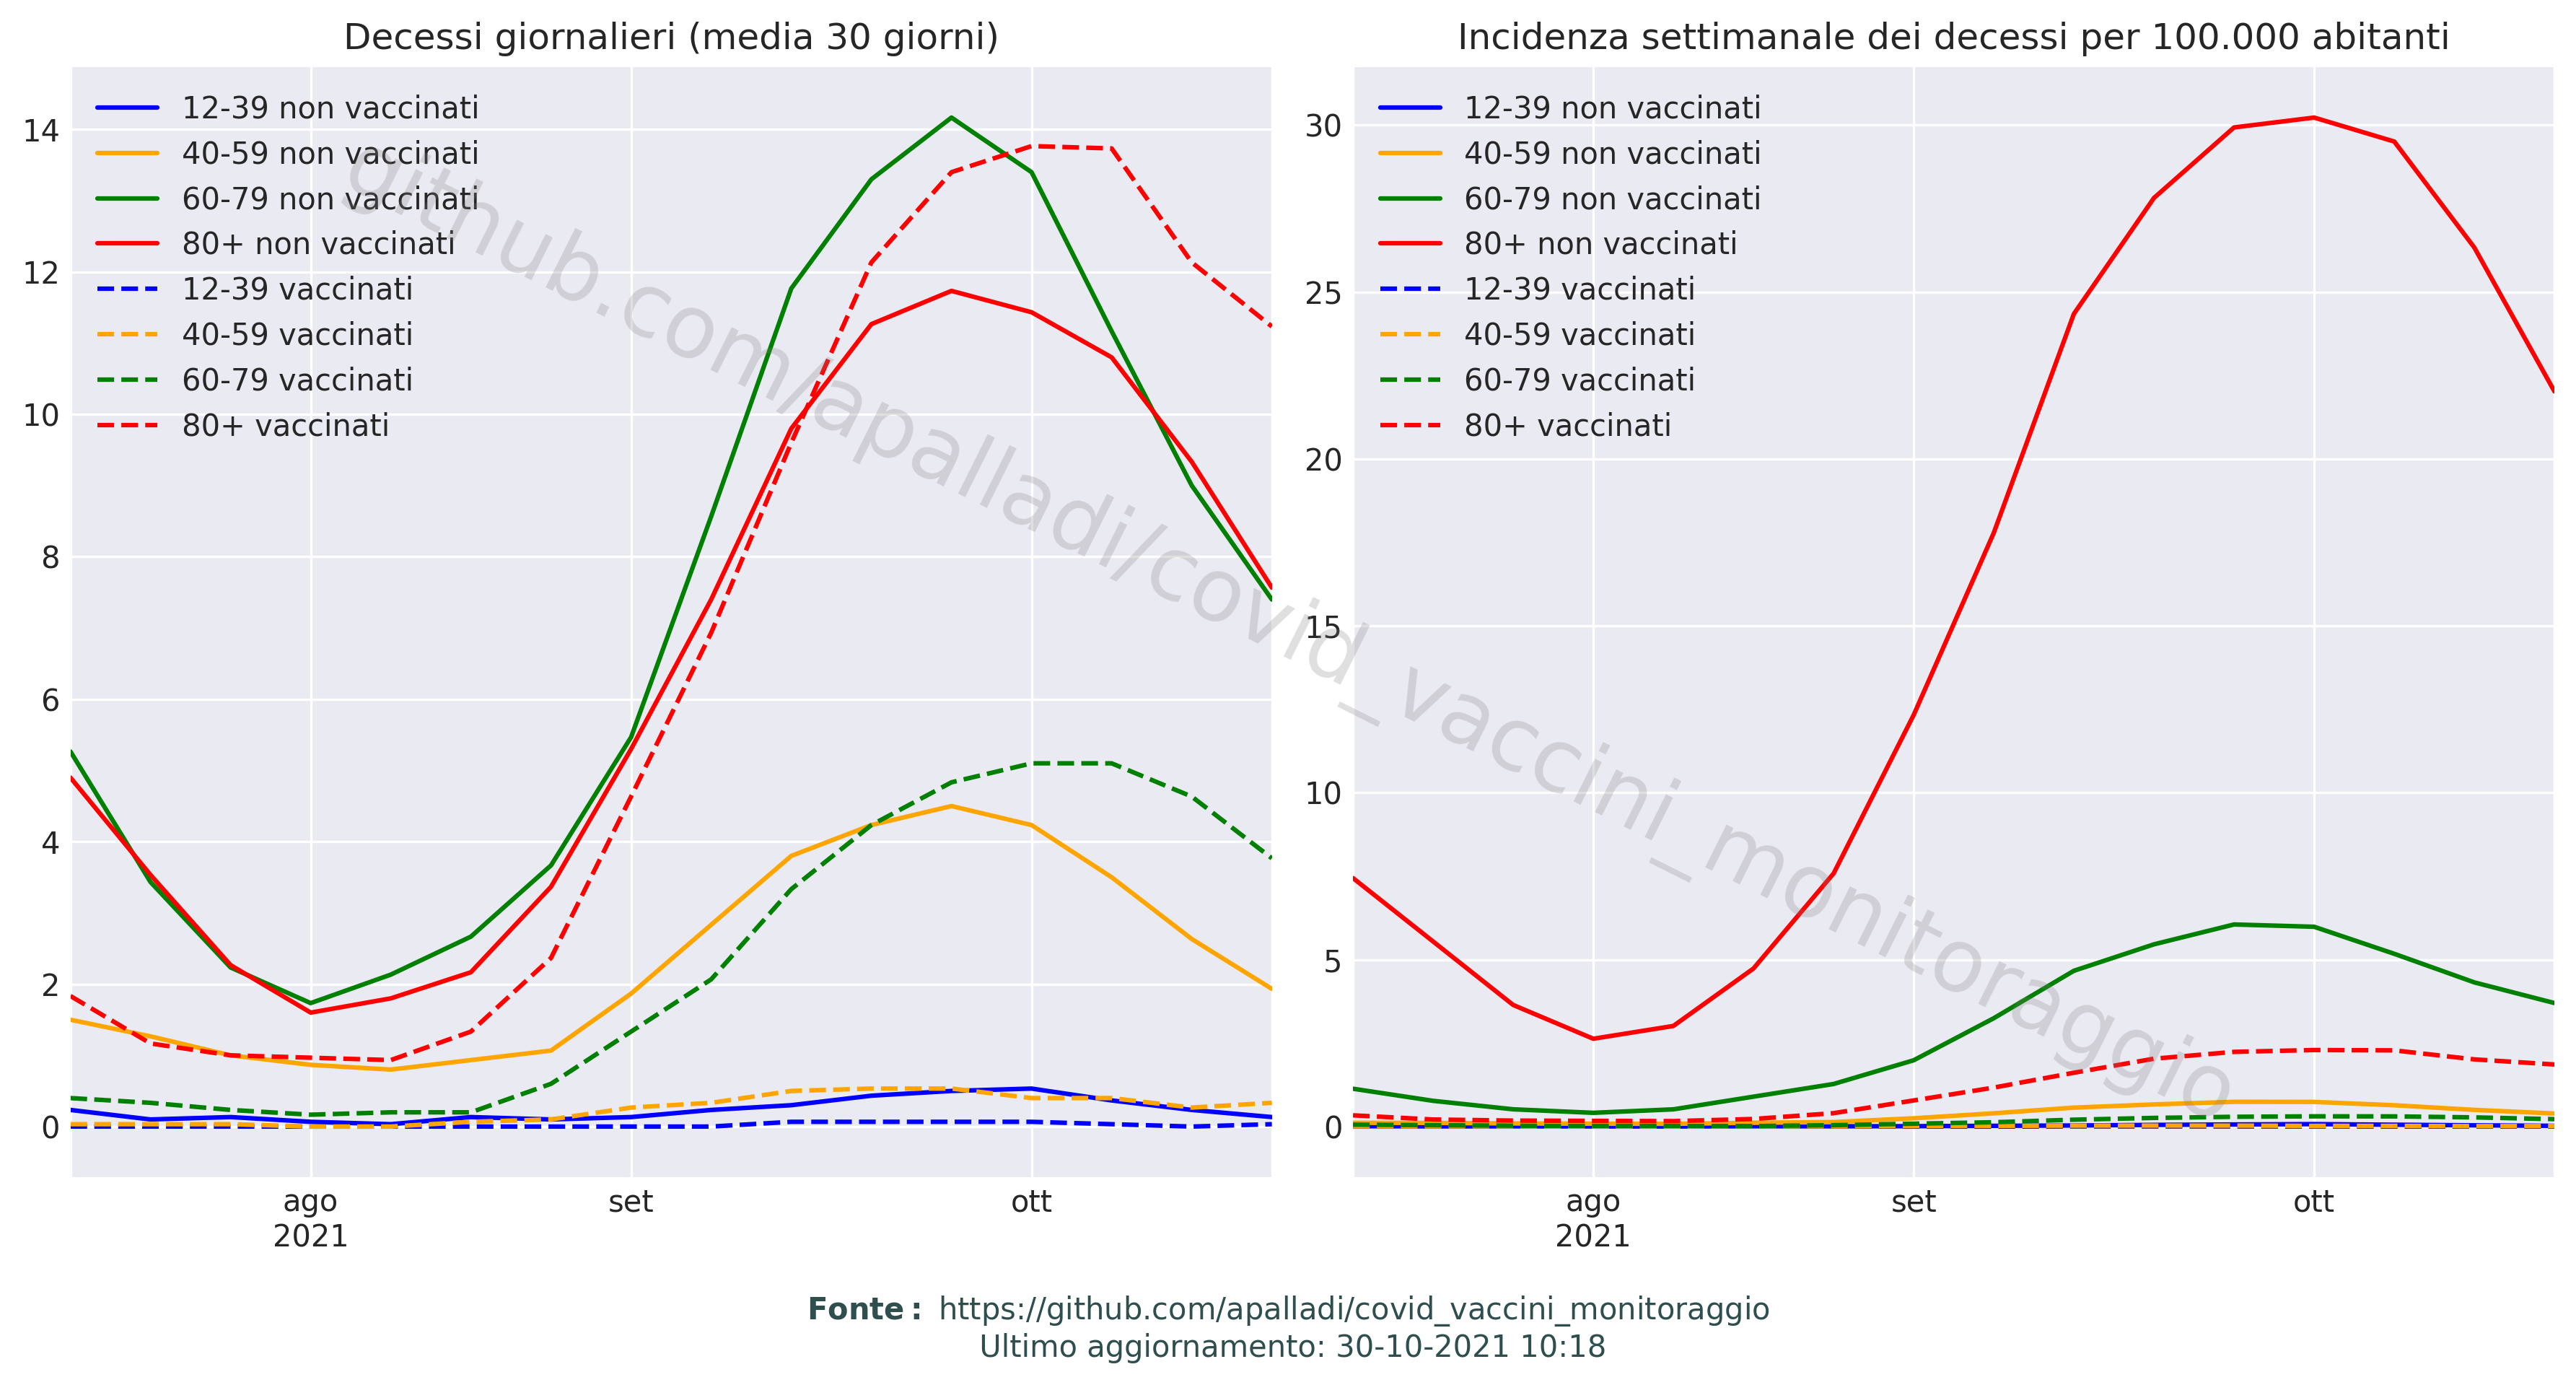 Decessi giornalieri (media 30 giorni)
14
12
10
8
6
4
2
0
12-39 non vaccinati
40-59 non vaccinati
60-79 non vaccinati
80+ non vaccinati
12-39 vaccinati
40-59 vaccinati
60-79 vaccinati
80+ vaccinati
ago
2021
set
ott
Incidenza settimanale dei decessi per 100.000 abitanti
30
25
20
15
10
5
0
12-39 non vaccinati
40-59 non vaccinati
60-79 non vaccinati
80+ non vaccinati
12-39 vaccinati
40-59 vaccinati
60-79 vaccinati
80+ vaccinati
ago
2021
set
ott
github.com/apalladi/covid_vaccini_monitoraggio
Fonte: https://github.com/apalladi/covid_vaccini_monitoraggio
Ultimo aggiornamento: 30-10-2021 10:18